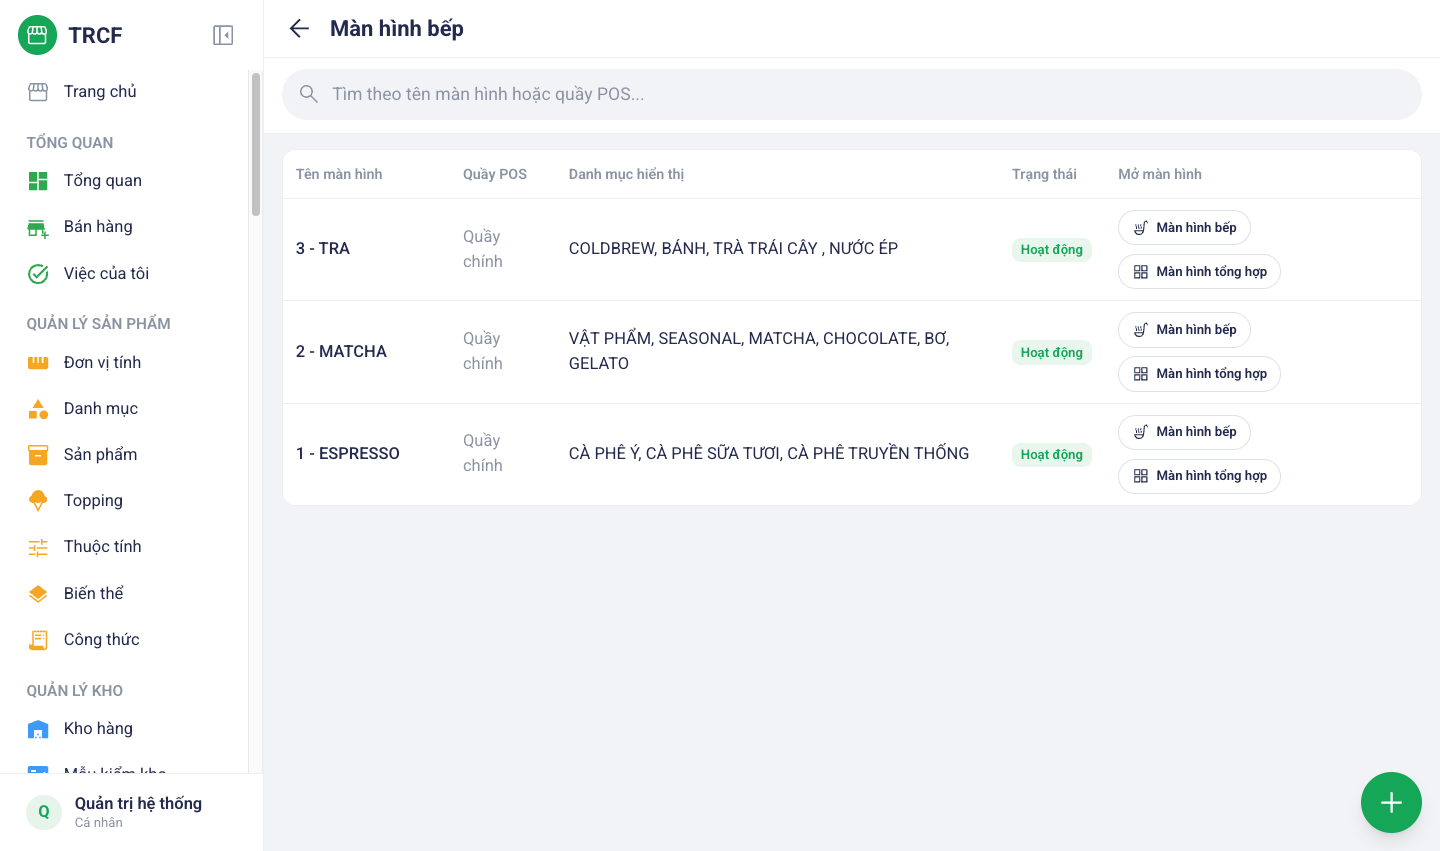 TRCF
Trang chủ
TỔNG QUAN
Tổng quan
Bán hàng
Việc của tôi
QUẢN LÝ SẢN PHẨM
Đơn vị tính
Danh mục
Sản phẩm
Topping
Thuộc tính
Biến thể
Công thức
QUẢN LÝ KHO
Kho hàng
Mẫu kiểm kho
Q
Quản trị hệ thống
Cá nhân
Màn hình bếp
Tìm theo tên màn hình hoặc quầy POS...
Tên màn hình Quầy POS Danh mục hiển thị Trạng thái Mở màn hình
3 - TRA
Quầy
chính
COLDBREW, BÁNH, TRÀ TRÁI CÂY , NƯỚC ÉP
Hoạt động
Màn hình bếp
Màn hình tổng hợp
2 - MATCHA
Quầy
chính
VẬT PHẨM, SEASONAL, MATCHA, CHOCOLATE, BƠ,
GELATO
Hoạt động
Màn hình bếp
Màn hình tổng hợp
1 - ESPRESSO
Quầy
chính
CÀ PHÊ Ý, CÀ PHÊ SỮA TƯƠI, CÀ PHÊ TRUYỀN THỐNG
Hoạt động
Màn hình bếp
Màn hình tổng hợp